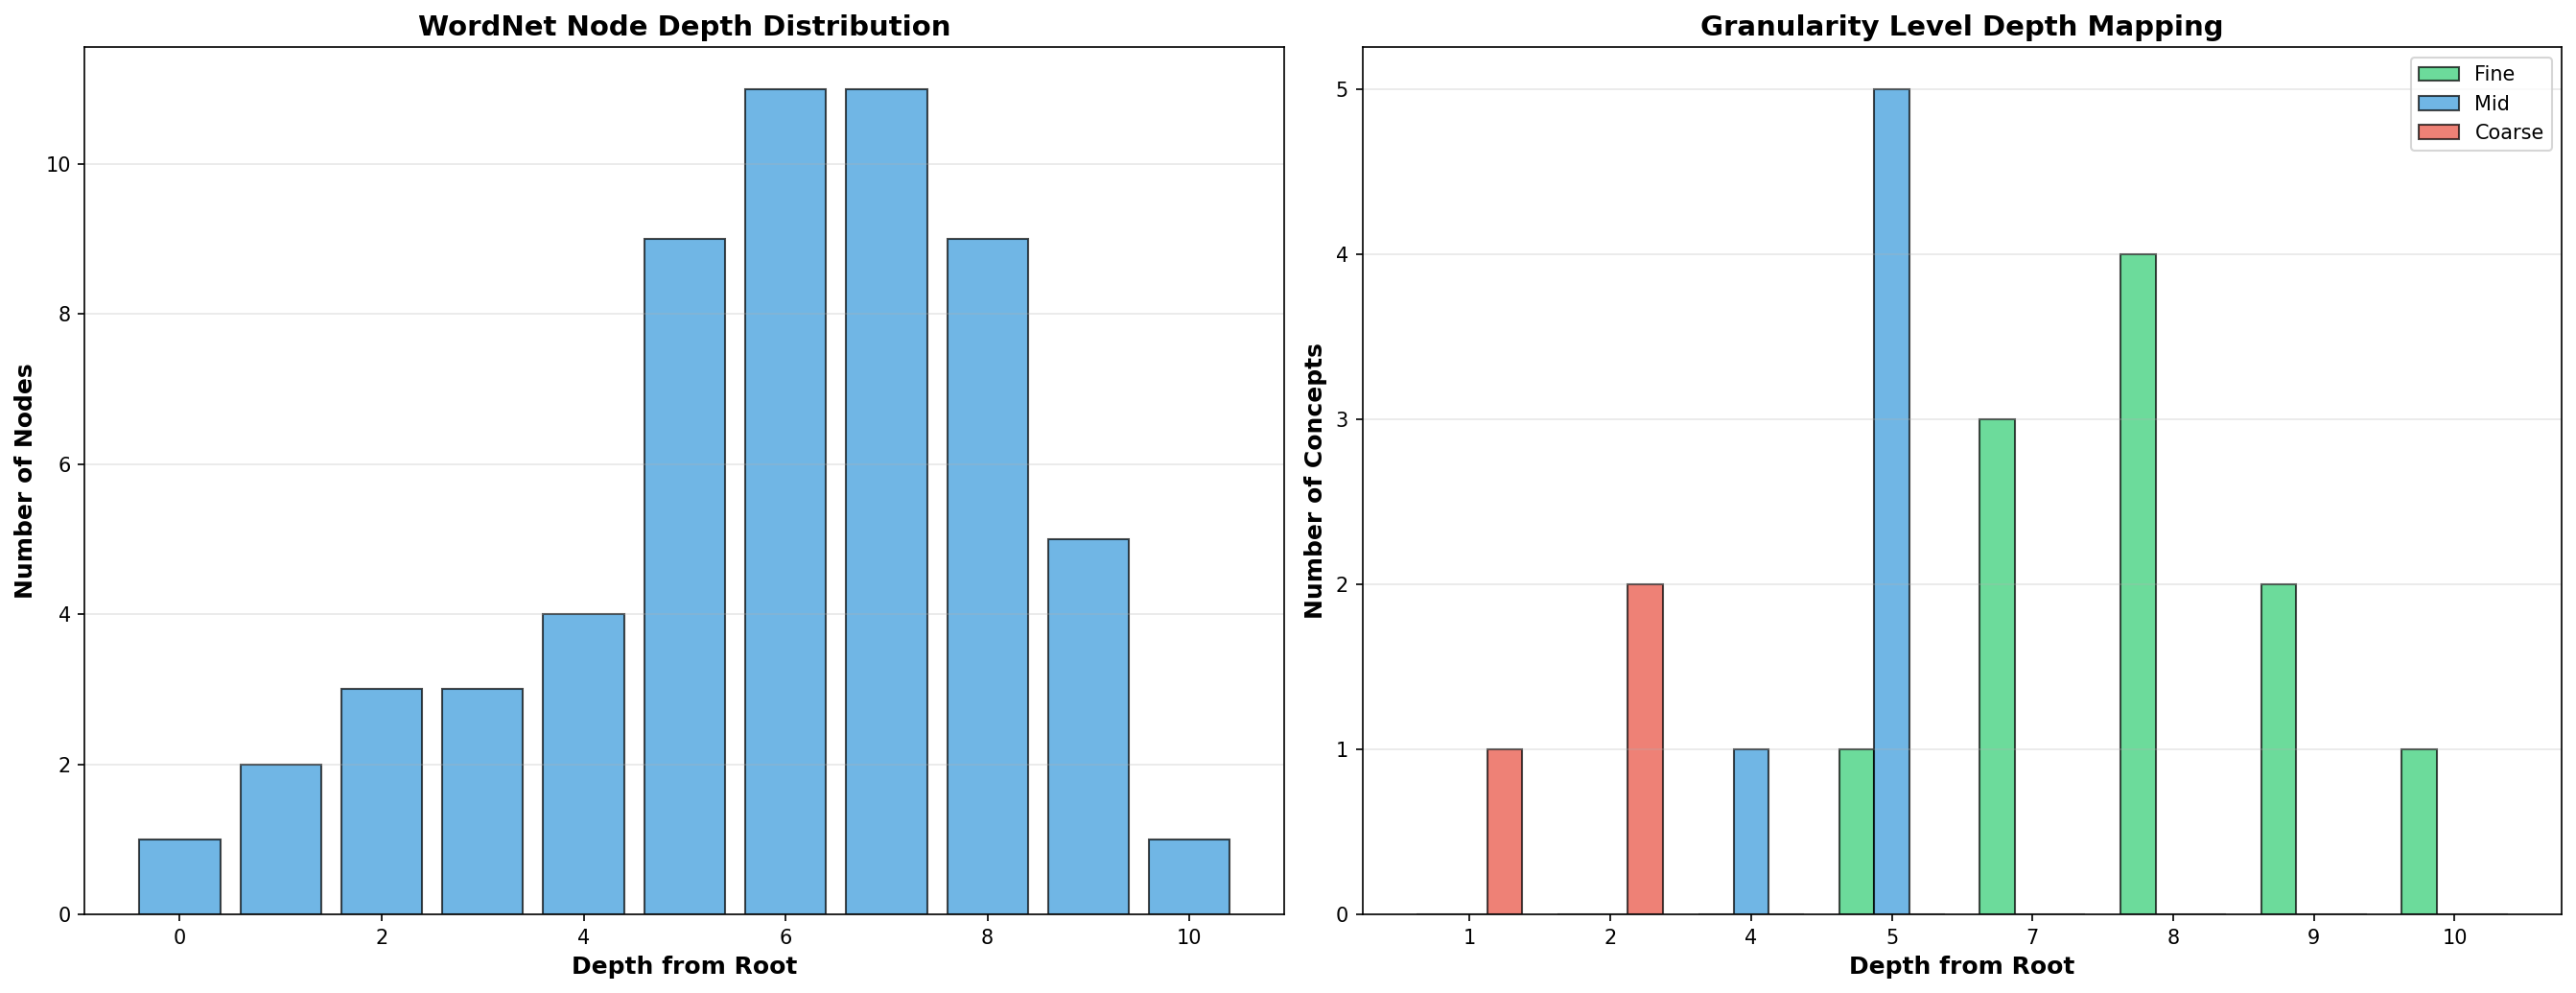 WordNet Node Depth Distribution
Number of Nodes
10
8
6
4
2
0
0 2 4 6 8 10
Depth from Root
Granularity Level Depth Mapping
Fine
Mid
Coarse
Number of Concepts
5
4
3
2
1
0
1 2 4 5 7 8 9 10
Depth from Root